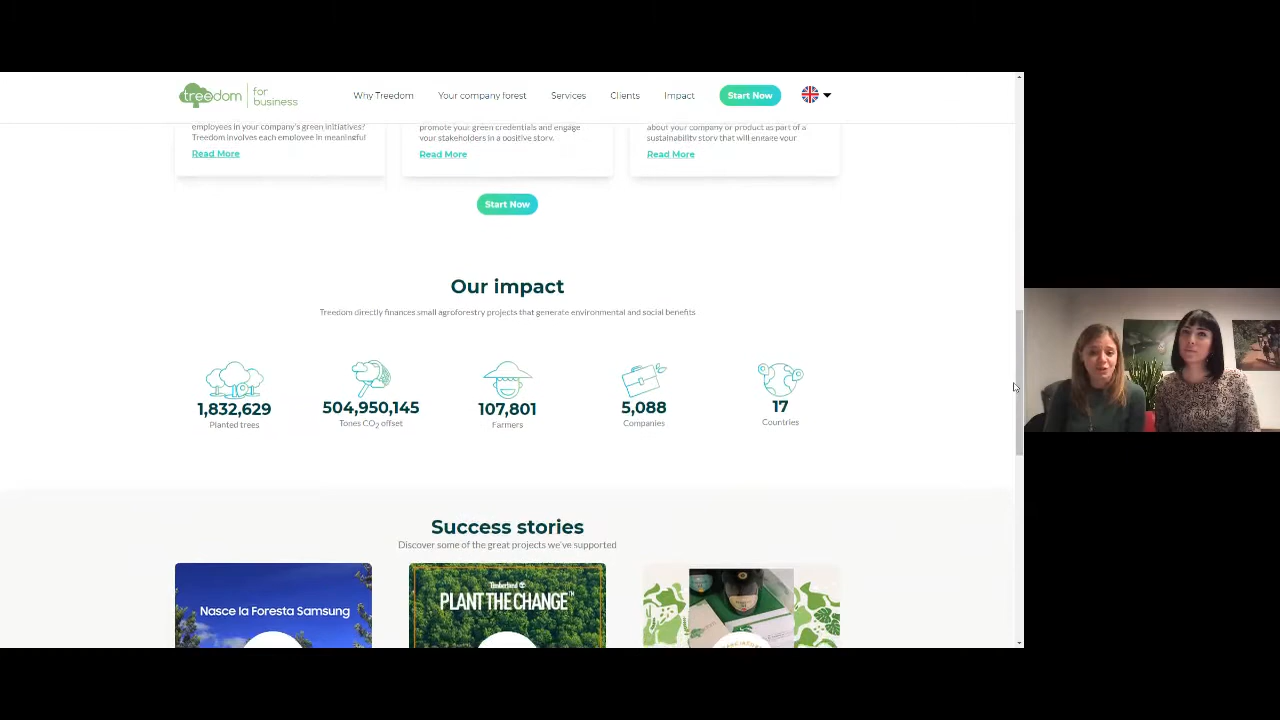 treedom for business
Why Treedom Your company forest Services Clients Impact Start Now
employees in your company's green initiatives?
Treedom involves each employee in meaningful
Read More
promote your green credentials and engage
your stakeholders in a positive story.
Read More
about your company or product as part of a
sustainability story that will engage your
Read More
Start Now
Our impact
Treedom directly finances small agroforestry projects that generate environmental and social benefits
1,832,629
Planted trees
504,950,145
Tones CO2 offset
107,801
Farmers
5,088
Companies
17
Countries
Success stories
Discover some of the great projects we've supported
Nasce la Foresta Samsung
Timberland
PLANT THE CHANGE™